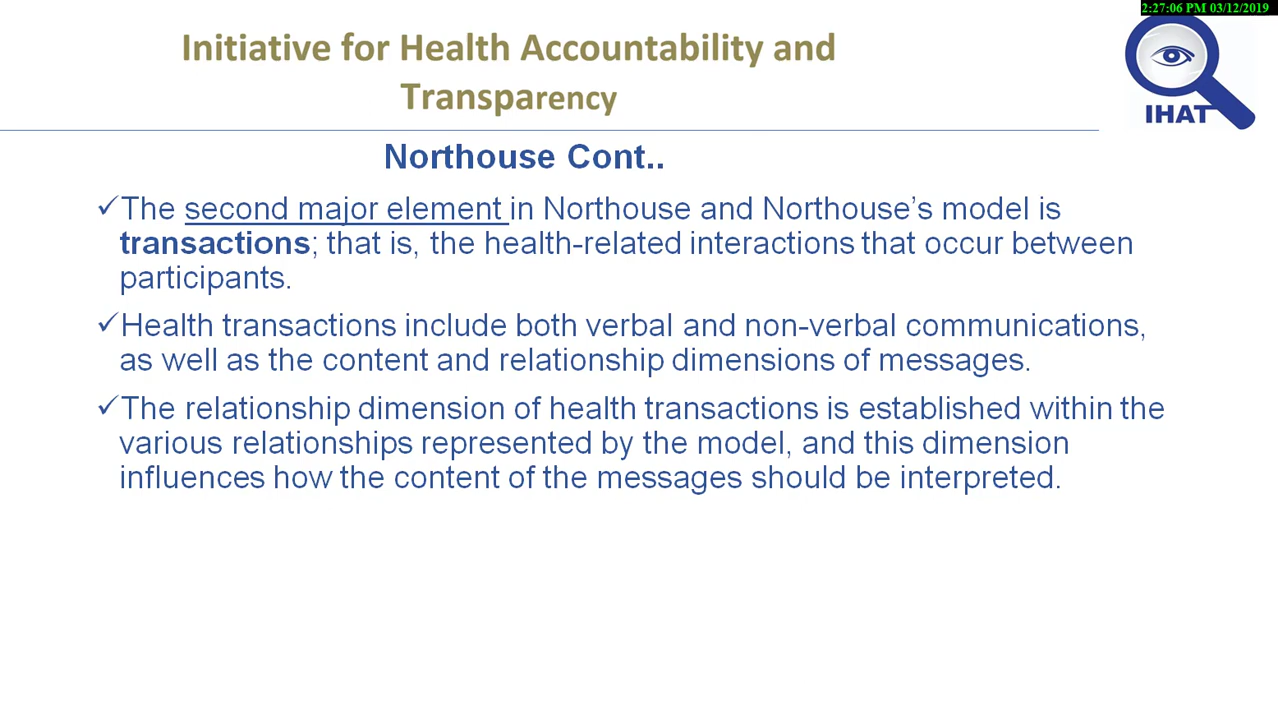 2:27:06 PM 03/12/2019
Initiative for Health Accountability and
Transparency
IHAT
Northouse Cont..
✓The second major element in Northouse and Northouse’s model is
transactions; that is, the health-related interactions that occur between
participants.
✓Health transactions include both verbal and non-verbal communications,
as well as the content and relationship dimensions of messages.
✓The relationship dimension of health transactions is established within the
various relationships represented by the model, and this dimension
influences how the content of the messages should be interpreted.